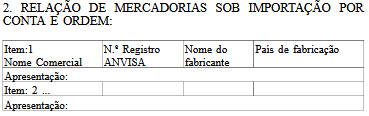 2. RELAÇÃO DE MERCADORIAS SOB IMPORTAÇÃO POR
CONTA E ORDEM:
Item:1
Nome Comercial
N.º Registro
ANVISA
Nome do
fabricante
País de fabricação
Apresentação:
Item: 2 ...
Apresentação: